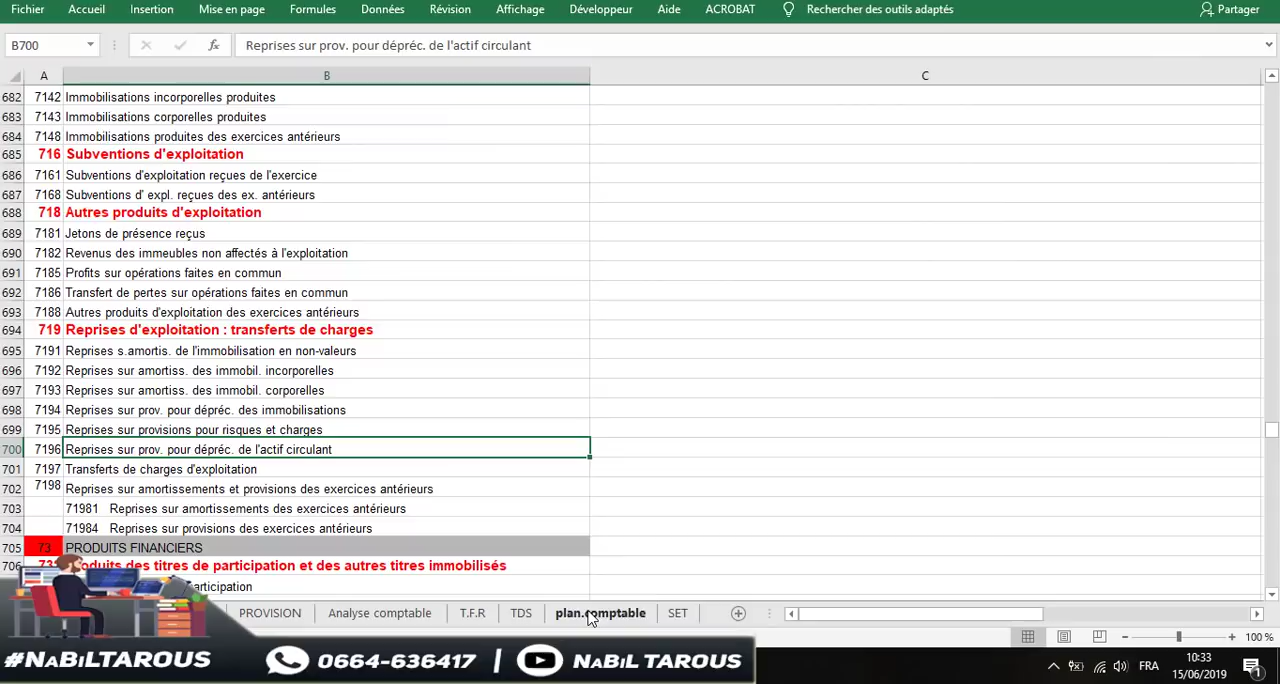 Fichier Accueil Insertion Mise en page Formules Données Révision Affichage Développeur Aide ACROBAT Rechercher des outils adaptés Partager
B700 fx Reprises sur prov. pour dépréc. de l'actif circulant
A B C
682 7142 Immobilisations incorporelles produites
683 7143 Immobilisations corporelles produites
684 7148 Immobilisations produites des exercices antérieurs
685 716 Subventions d'exploitation
686 7161 Subventions d'exploitation reçues de l'exercice
687 7168 Subventions d' expl. reçues des ex. antérieurs
688 718 Autres produits d'exploitation
689 7181 Jetons de présence reçus
690 7182 Revenus des immeubles non affectés à l'exploitation
691 7185 Profits sur opérations faites en commun
692 7186 Transfert de pertes sur opérations faites en commun
693 7188 Autres produits d'exploitation des exercices antérieurs
694 719 Reprises d'exploitation : transferts de charges
695 7191 Reprises s.amortis. de l'immobilisation en non-valeurs
696 7192 Reprises sur amortiss. des immobil. incorporelles
697 7193 Reprises sur amortiss. des immobil. corporelles
698 7194 Reprises sur prov. pour dépréc. des immobilisations
699 7195 Reprises sur provisions pour risques et charges
700 7196 Reprises sur prov. pour dépréc. de l'actif circulant
701 7197 Transferts de charges d'exploitation
702 7198 Reprises sur amortissements et provisions des exercices antérieurs
703 71981 Reprises sur amortissements des exercices antérieurs
704 71984 Reprises sur provisions des exercices antérieurs
705 73 PRODUITS FINANCIERS
706 des titres de participation et des autres titres immobilisés
PROVISION Analyse comptable T.F.R TDS plan.comptable SET
100 %
#NABILTAROUS 0664-636417 | NABIL TAROUS
FRA 10:33
15/06/2019 1